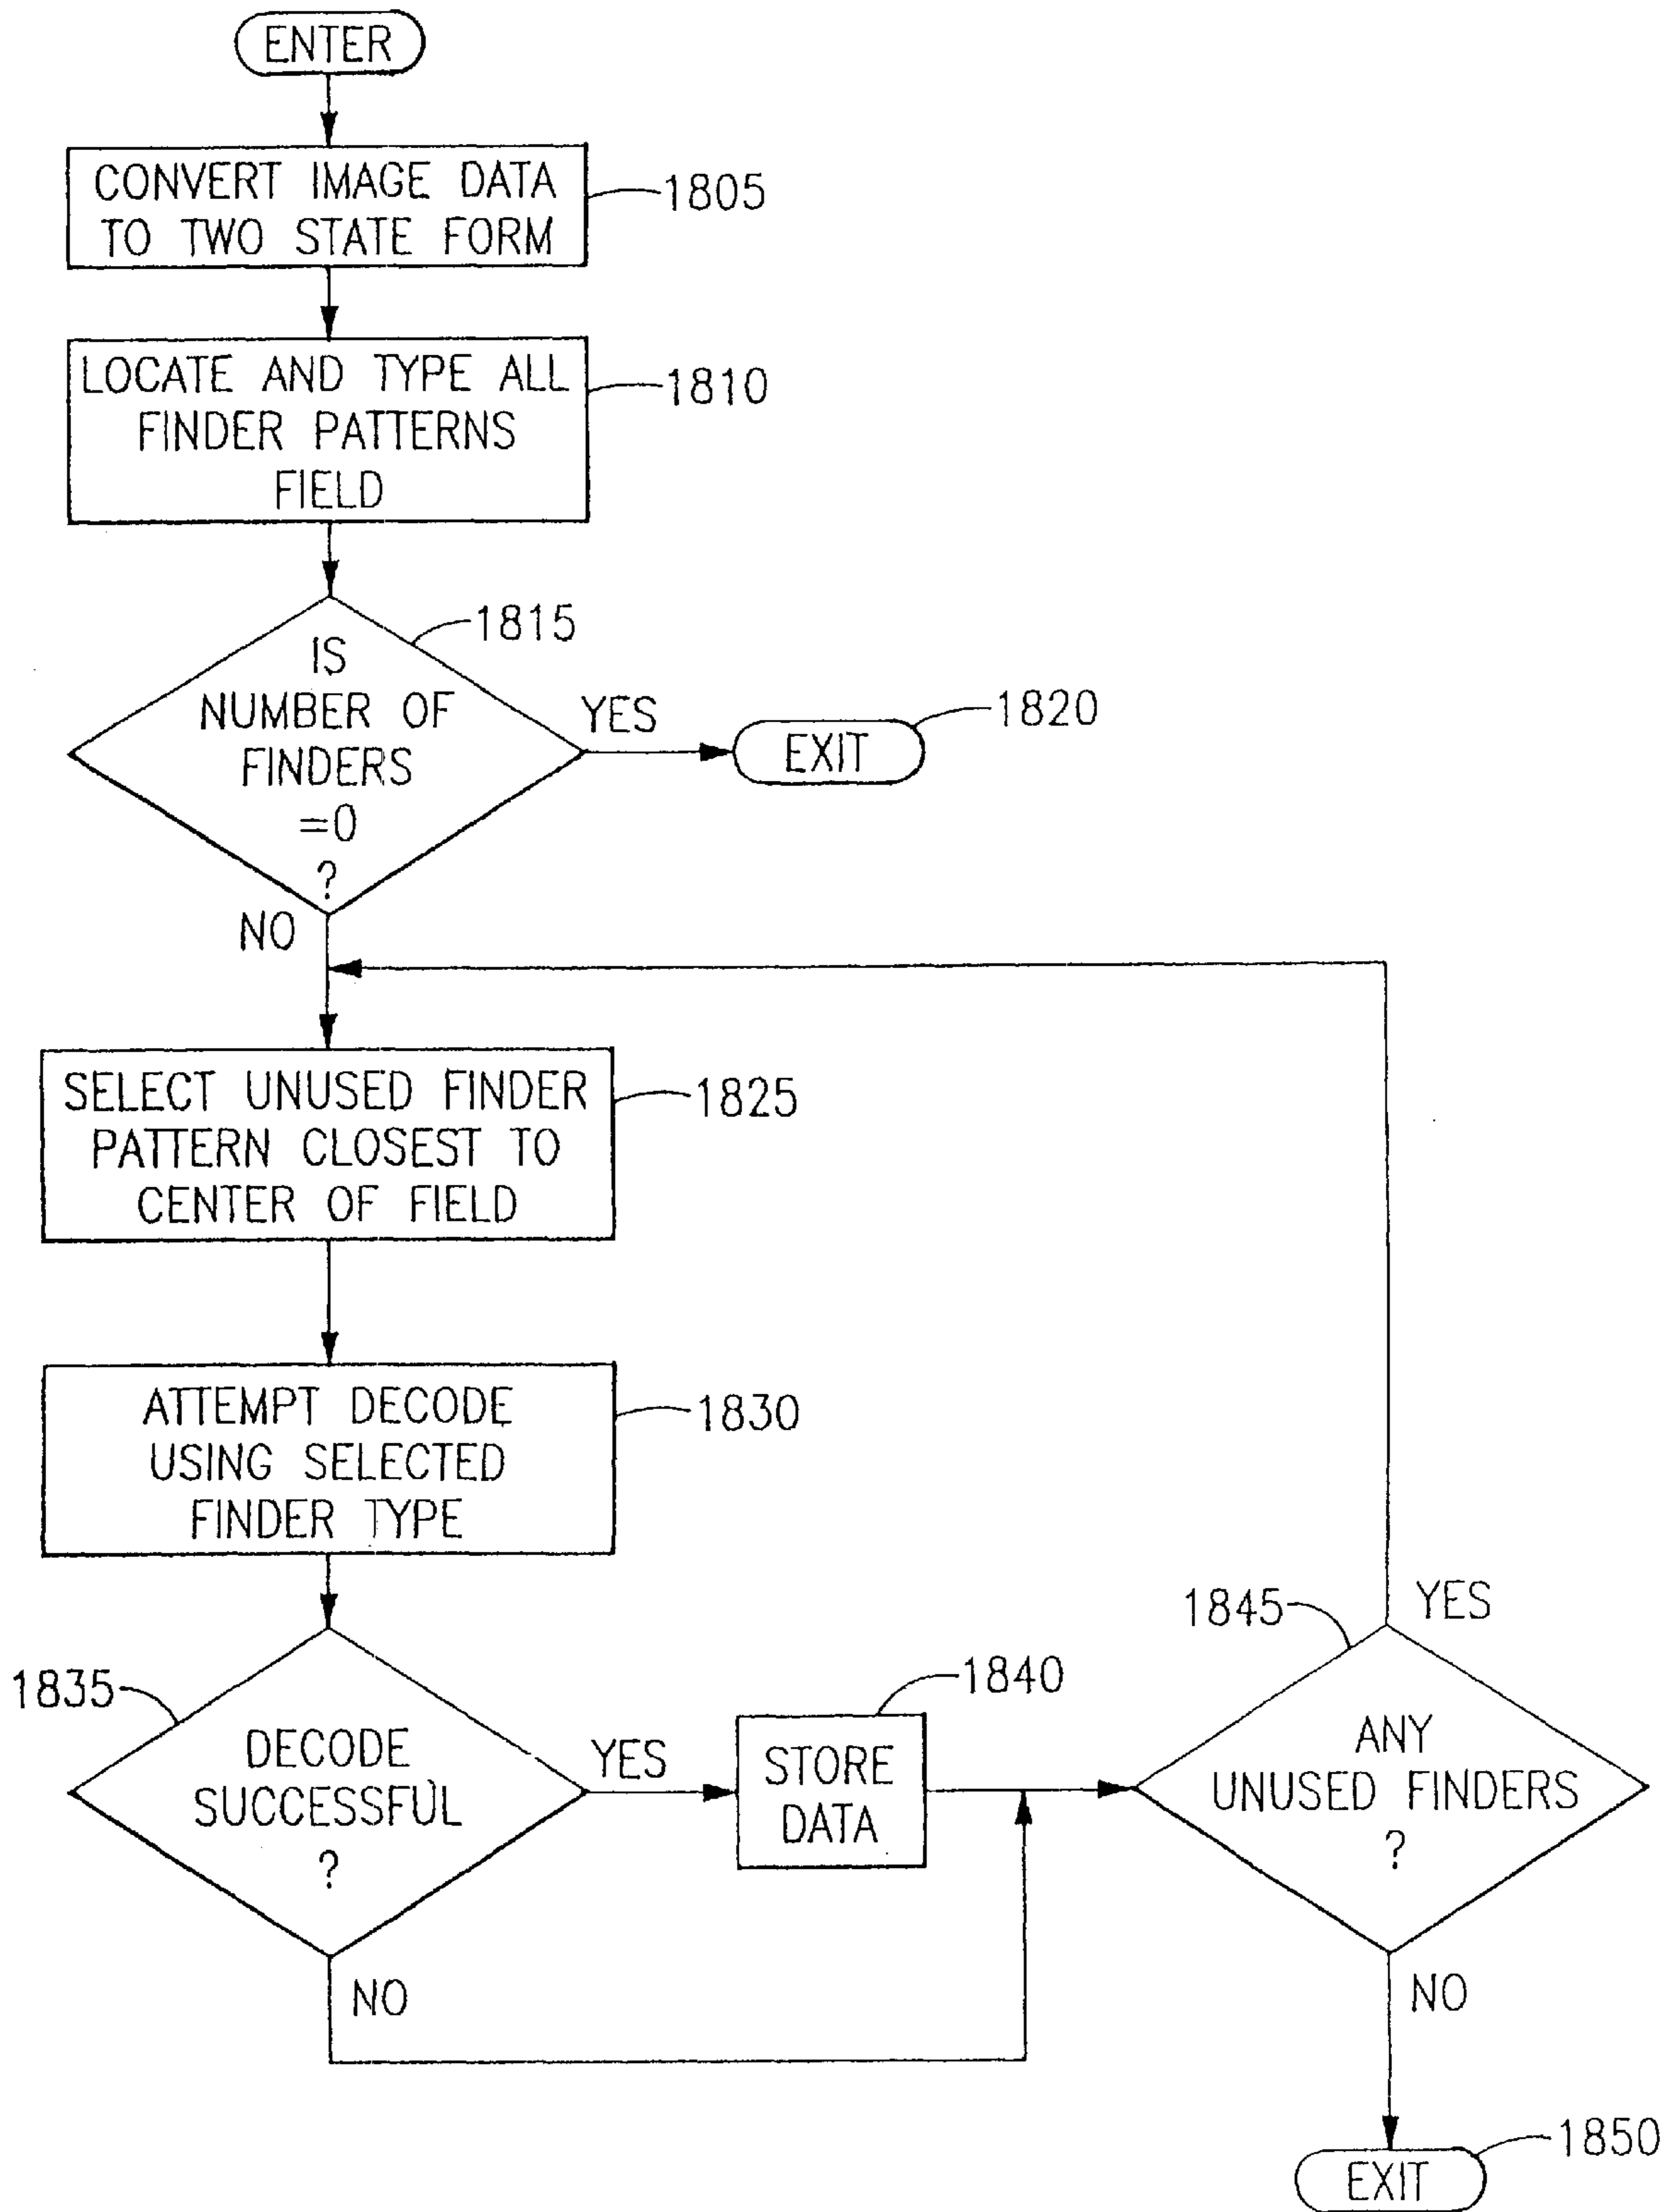 ENTER
CONVERT IMAGE DATA
TO TWO STATE FORM
1805
LOCATE AND TYPE ALL
FINDER PATTERNS
FIELD
1810
IS
NUMBER OF
FINDERS
=0
?
1815
YES
EXIT
1820
NO
SELECT UNUSED FINDER
PATTERN CLOSEST TO
CENTER OF FIELD
1825
ATTEMPT DECODE
USING SELECTED
FINDER TYPE
1830
1835
DECODE
SUCCESSFUL
?
YES
1840
STORE
DATA
NO
1845
YES
ANY
UNUSED FINDERS
?
NO
EXIT
1850